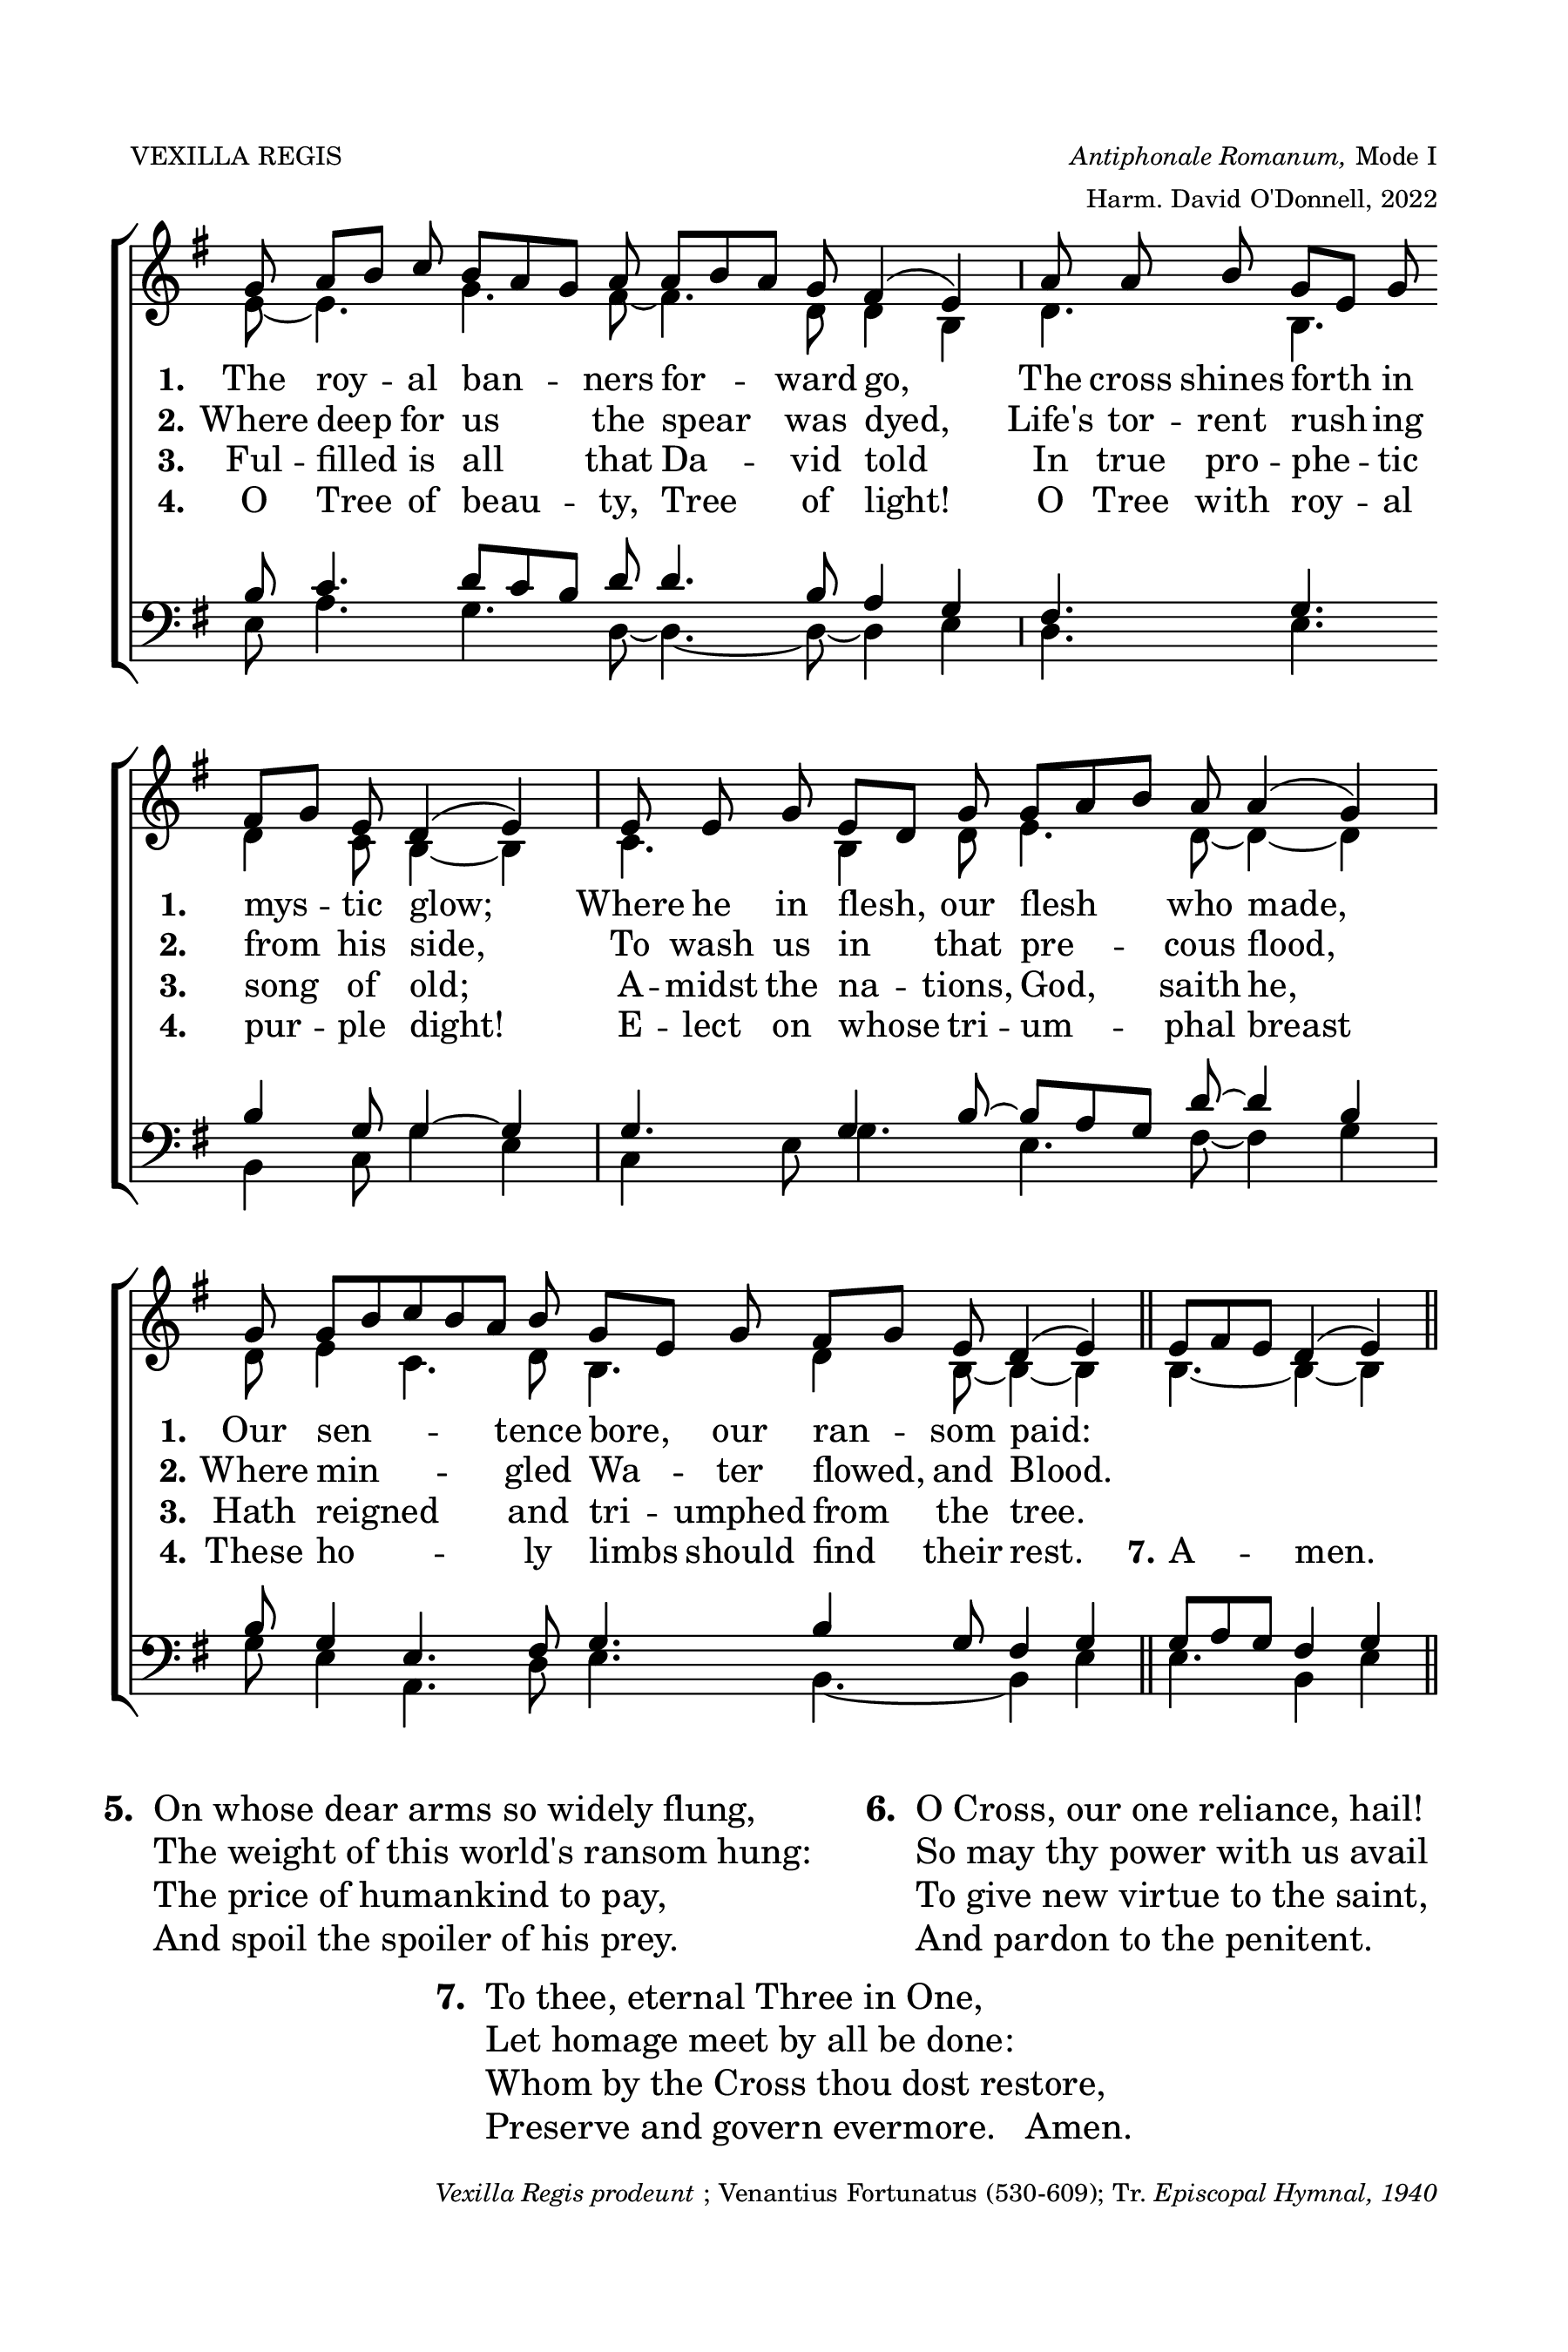 VEXILLA REGIS
Antiphonale Romanum, Mode I
Harm. David O'Donnell, 2022
1. The roy -- al ban -- ners for -- ward go, The cross shines forth in
2. Where deep for us the spear was dyed, Life's tor -- rent rush -- ing
3. Ful -- filled is all that Da -- vid told In true pro -- phe -- tic
4. O Tree of beau -- ty, Tree of light! O Tree with roy -- al
1. mys -- tic glow; Where he in flesh, our flesh who made,
2. from his side, To wash us in that pre -- cous flood,
3. song of old; A -- midst the na -- tions, God, saith he,
4. pur -- ple dight! E -- lect on whose tri -- um -- phal breast
1. Our sen -- tence bore, our ran -- som paid:
2. Where min -- gled Wa -- ter flowed, and Blood.
3. Hath reigned and tri -- umphed from the tree.
4. These ho -- ly limbs should find their rest. 7. A -- men.
5. On whose dear arms so widely flung,
The weight of this world's ransom hung:
The price of humankind to pay,
And spoil the spoiler of his prey.
6. O Cross, our one reliance, hail!
So may thy power with us avail
To give new virtue to the saint,
And pardon to the penitent.
7. To thee, eternal Three in One,
Let homage meet by all be done:
Whom by the Cross thou dost restore,
Preserve and govern evermore. Amen.
Vexilla Regis prodeunt ; Venantius Fortunatus (530-609); Tr. Episcopal Hymnal, 1940